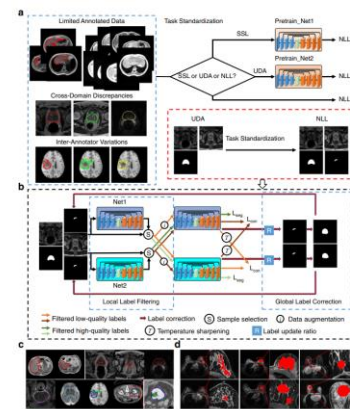 a
Limited Annotated Data
Task Standardization
SSL
Pretrain_Net1
NLL
Pretrain_Net2
SSL or UDA or NLL?
UDA
NLL
NLL
Cross-Domain Discrepancies
UDA
NLL
Task Standardization
Inter-Annotator Variations
b
Net1
Net2
S
S
T
T
R
R
Local Label Filtering
Global Label Correction
Filtered low-quality labels
Label correction
S Sample selection
Data augmentation
Filtered high-quality labels
T Temperature sharpening
R Label update ratio
c
d